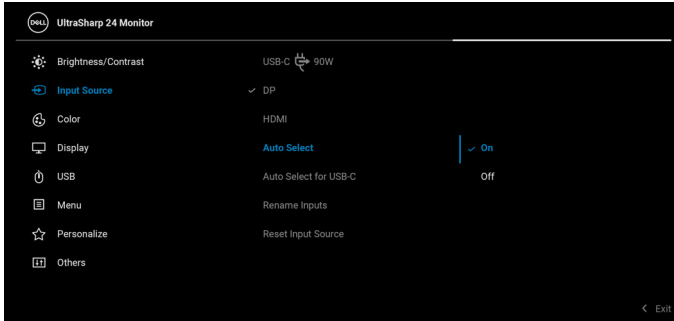 DELL UltraSharp 24 Monitor
Brightness/Contrast USB-C 90W
Input Source DP
Color HDMI
Display Auto Select On
USB Auto Select for USB-C Off
Menu Rename Inputs
Personalize Reset Input Source
Others
Exit